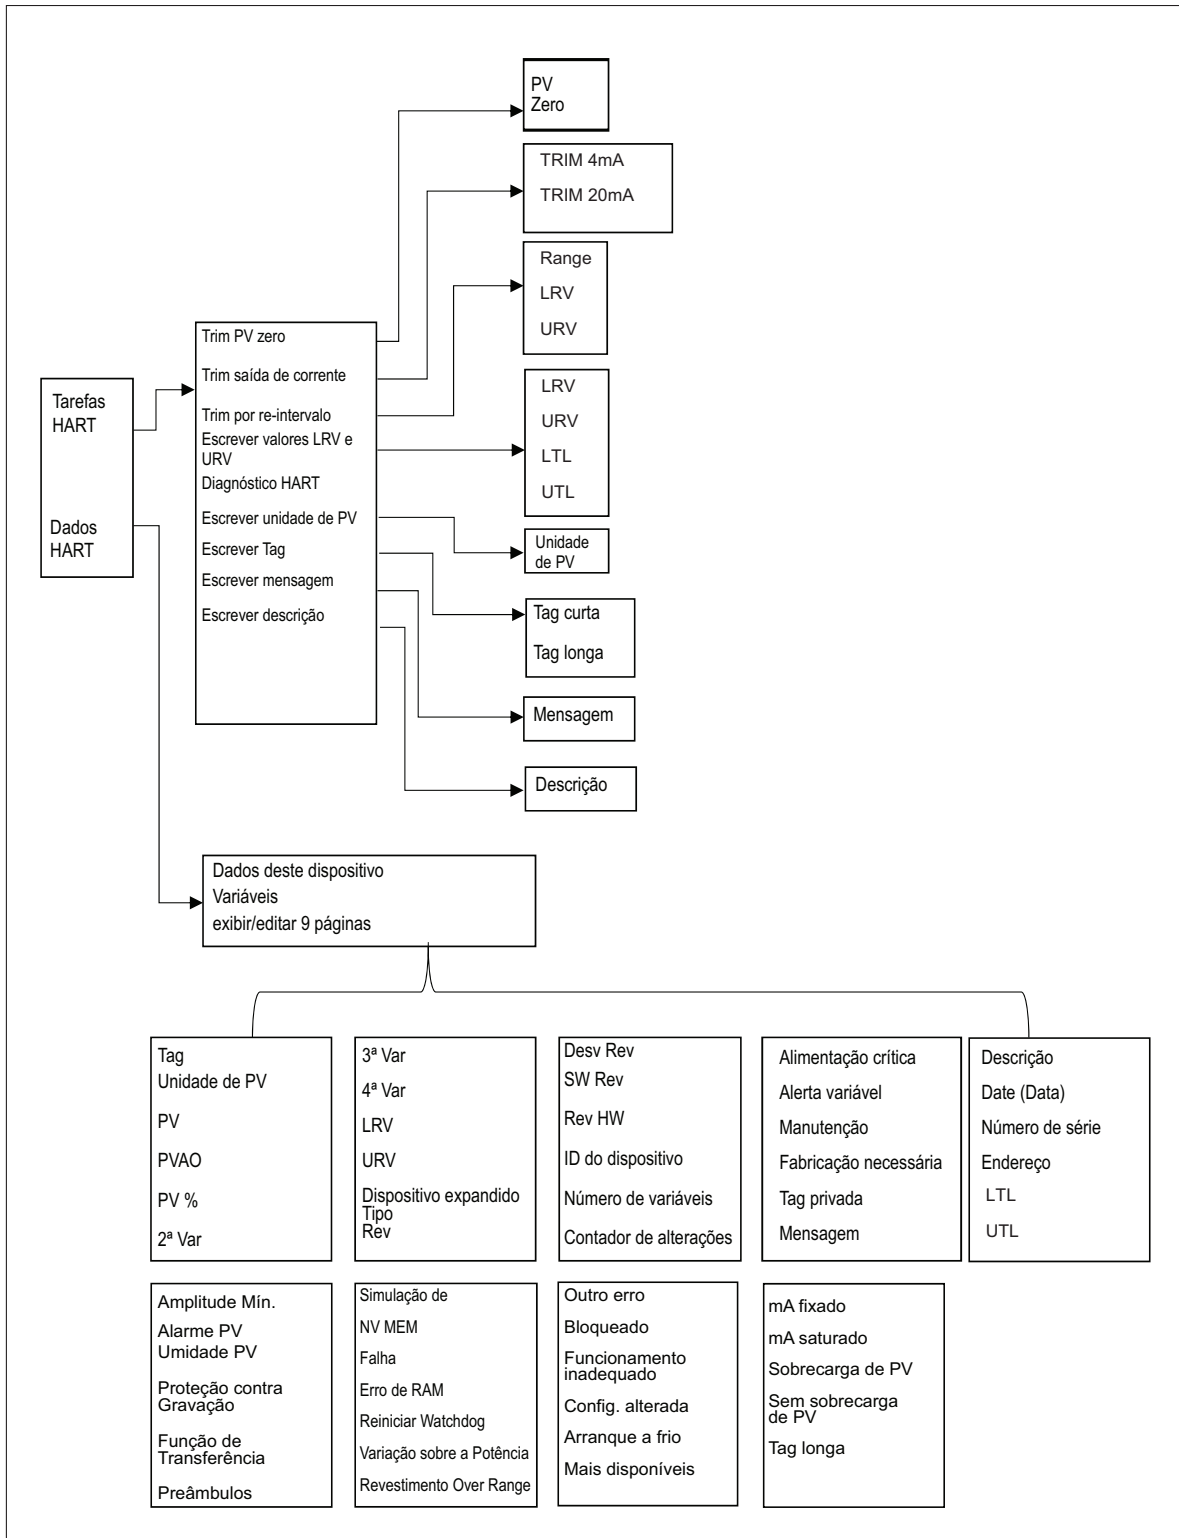 PV
Zero
TRIM 4mA
TRIM 20mA
Range
LRV
URV
Trim PV zero
Trim saída de corrente
Trim por re-intervalo
Escrever valores LRV e
URV
Diagnóstico HART
Escrever unidade de PV
Escrever Tag
Escrever mensagem
Escrever descrição
Tarefas
HART
Dados
HART
LRV
URV
LTL
UTL
Unidade
de PV
Tag curta
Tag longa
Mensagem
Descrição
Dados deste dispositivo
Variáveis
exibir/editar 9 páginas
Tag
Unidade de PV
PV
PVAO
PV %
2ª Var
3ª Var
4ª Var
LRV
URV
Dispositivo expandido
Tipo
Rev
Desv Rev
SW Rev
Rev HW
ID do dispositivo
Número de variáveis
Contador de alterações
Alimentação crítica
Alerta variável
Manutenção
Fabricação necessária
Tag privada
Mensagem
Descrição
Date (Data)
Número de série
Endereço
LTL
UTL
Amplitude Mín.
Alarme PV
Umidade PV
Proteção contra
Gravação
Função de
Transferência
Preâmbulos
Simulação de
NV MEM
Falha
Erro de RAM
Reiniciar Watchdog
Variação sobre a Potência
Revestimento Over Range
Outro erro
Bloqueado
Funcionamento
inadequado
Config. alterada
Arranque a frio
Mais disponíveis
mA fixado
mA saturado
Sobrecarga de PV
Sem sobrecarga
de PV
Tag longa